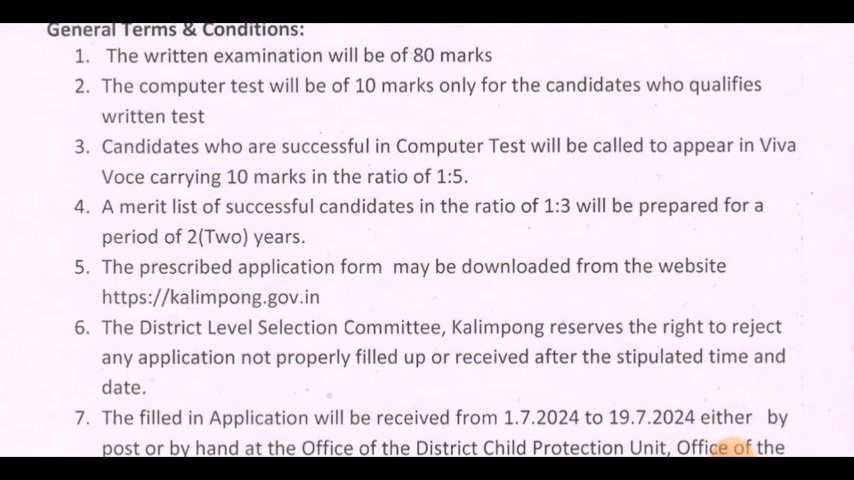 General Terms & Conditions:
1. The written examination will be of 80 marks
2. The computer test will be of 10 marks only for the candidates who qualifies
written test
3. Candidates who are successful in Computer Test will be called to appear in Viva
Voce carrying 10 marks in the ratio of 1:5.
4. A merit list of successful candidates in the ratio of 1:3 will be prepared for a
period of 2(Two) years.
5. The prescribed application form may be downloaded from the website
https://kalimpong.gov.in
6. The District Level Selection Committee, Kalimpong reserves the right to reject
any application not properly filled up or received after the stipulated time and
date.
7. The filled in Application will be received from 1.7.2024 to 19.7.2024 either by
post or by hand at the Office of the District Child Protection Unit, Office of the